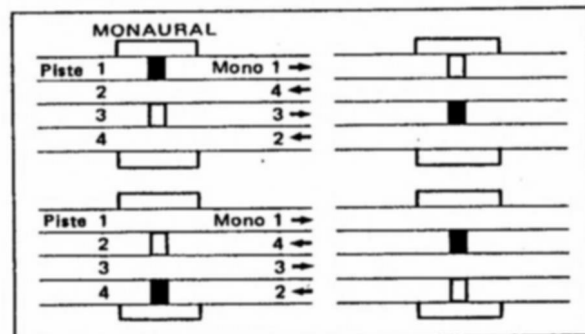 MONAURAL
Piste 1 Mono 1 →
2 4 ←
3 3 →
4 2 ←
Piste 1 Mono 1 →
2 4 ←
3 3 →
4 2 ←